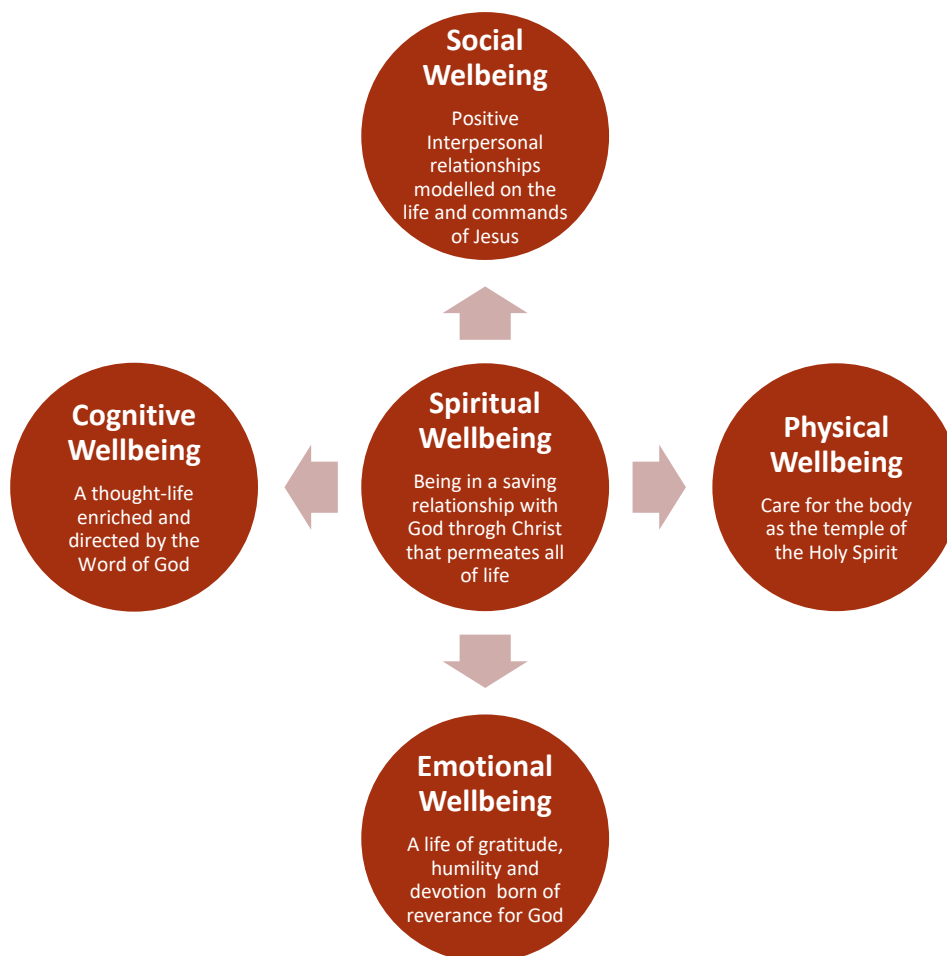 Social
Welbeing
Positive
Interpersonal
relationships
modelled on the
life and commands
of Jesus
Cognitive
Wellbeing
A thought-life
enriched and
directed by the
Word of God
Spiritual
Wellbeing
Being in a saving
relationship with
God throgh Christ
that permeates all
of life
Physical
Wellbeing
Care for the body
as the temple of
the Holy Spirit
Emotional
Wellbeing
A life of gratitude,
humility and
devotion  born of
reverance for God